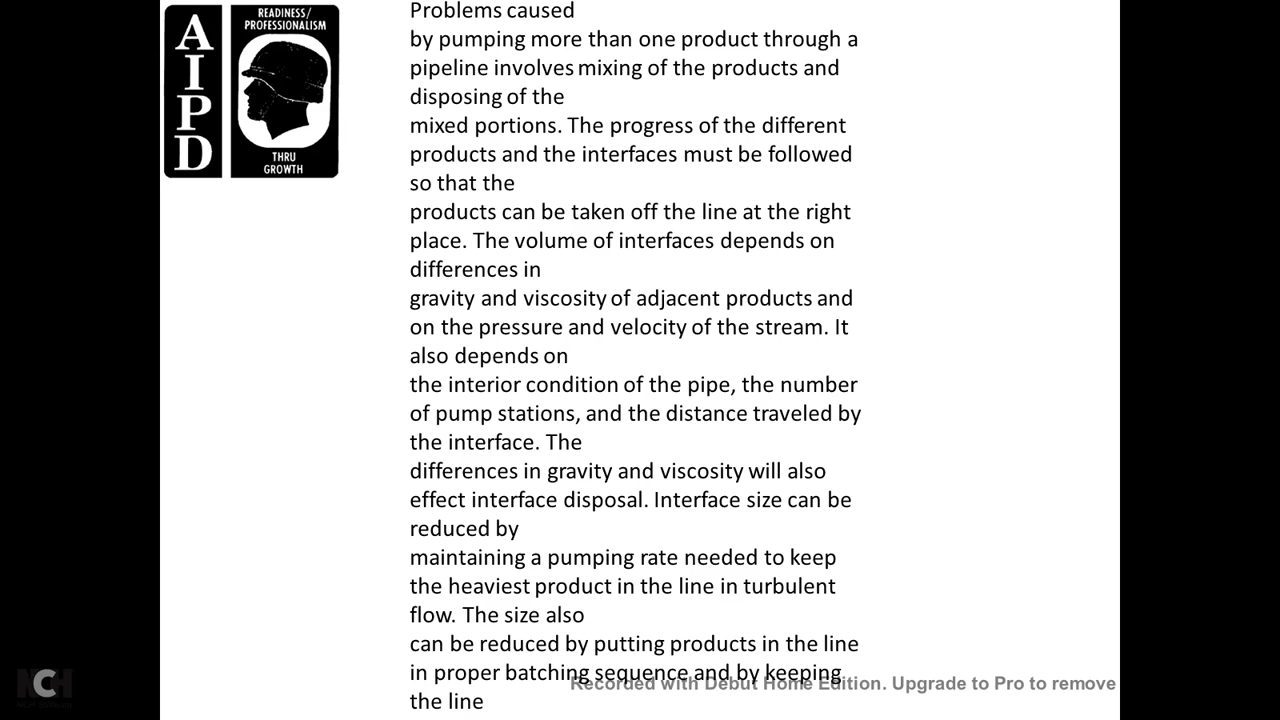 AIPD
READINESS/
PROFESSIONALISM
THRU
GROWTH
Problems caused
by pumping more than one product through a
pipeline involves mixing of the products and
disposing of the
mixed portions. The progress of the different
products and the interfaces must be followed
so that the
products can be taken off the line at the right
place. The volume of interfaces depends on
differences in
gravity and viscosity of adjacent products and
on the pressure and velocity of the stream. It
also depends on
the interior condition of the pipe, the number
of pump stations, and the distance traveled by
the interface. The
differences in gravity and viscosity will also
effect interface disposal. Interface size can be
reduced by
maintaining a pumping rate needed to keep
the heaviest product in the line in turbulent
flow. The size also
can be reduced by putting products in the line
in proper batching sequence and by keeping
the line
Recorded with Debut Home Edition. Upgrade to Pro to remove
NCH
NCH Software